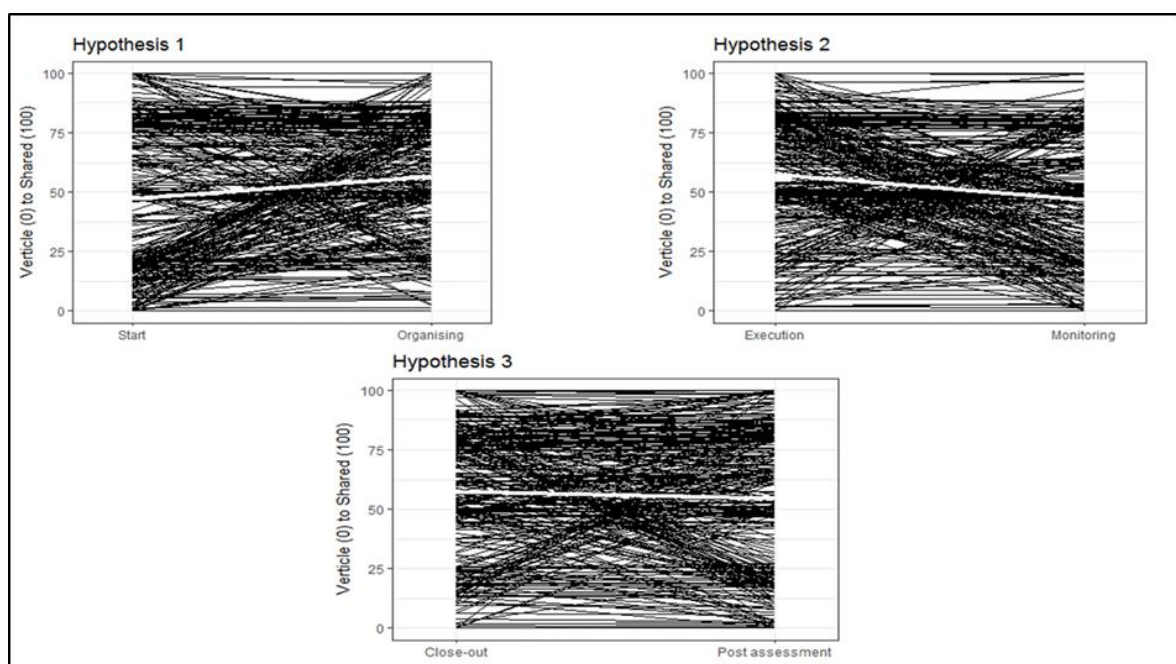 Hypothesis 1
Verticle (0) to Shared (100)
100
75
50
25
0
Start Organising
Hypothesis 2
Verticle (0) to Shared (100)
100
75
50
25
0
Execution Monitoring
Hypothesis 3
Verticle (0) to Shared (100)
100
75
50
25
0
Close-out Post assessment